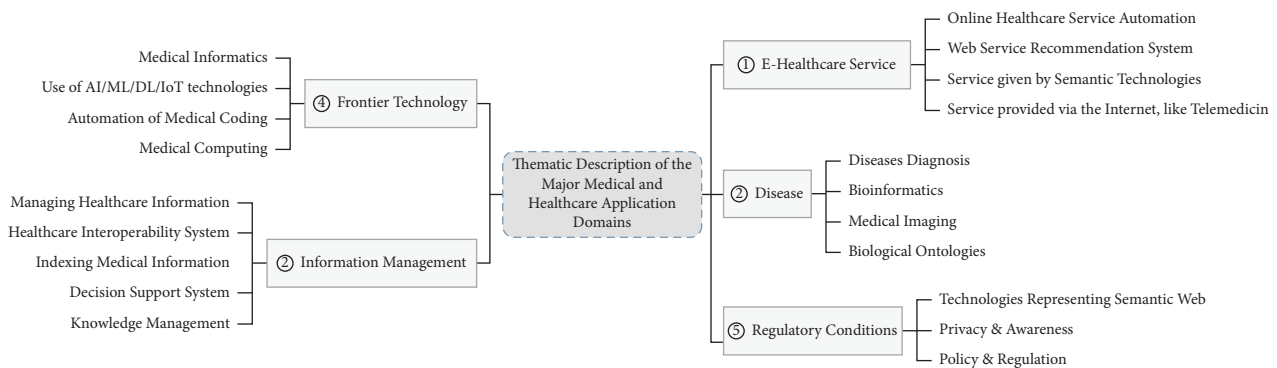 Medical Informatics
Use of AI/ML/DL/IoT technologies
Automation of Medical Coding
Medical Computing
④ Frontier Technology
Managing Healthcare Information
Healthcare Interoperability System
Indexing Medical Information
Decision Support System
Knowledge Management
② Information Management
Thematic Description of the
Major Medical and
Healthcare Application
Domains
① E-Healthcare Service
Online Healthcare Service Automation
Web Service Recommendation System
Service given by Semantic Technologies
Service provided via the Internet, like Telemedicin
② Disease
Diseases Diagnosis
Bioinformatics
Medical Imaging
Biological Ontologies
⑤ Regulatory Conditions
Technologies Representing Semantic Web
Privacy & Awareness
Policy & Regulation